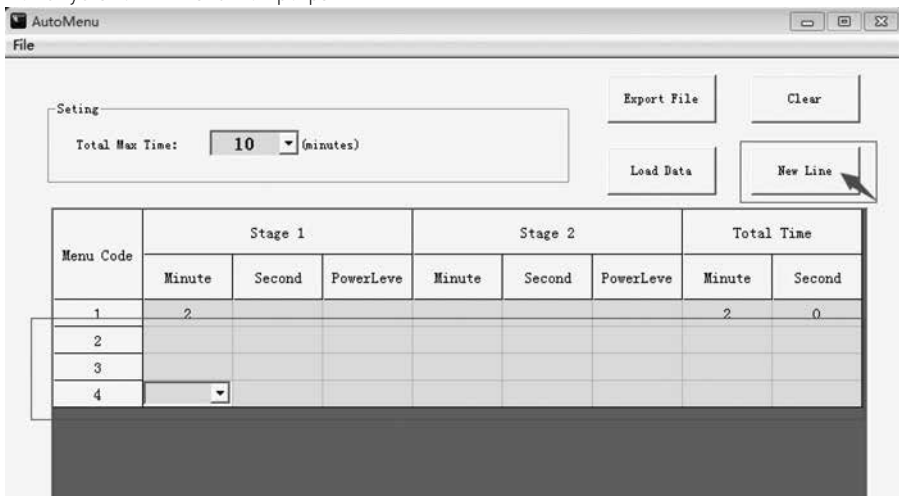 AutoMenu
File
Seting
Total Max Time: 10 (minutes)
Export File Clear
Load Data New Line
Menu Code Stage 1 Stage 2 Total Time
Minute Second PowerLeve Minute Second PowerLeve Minute Second
1 2 2 0
2
3
4